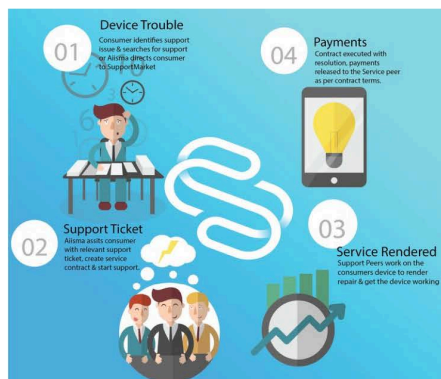 01
Device Trouble
Consumer identifies support
issue & searches for support
or Aiisma directs consumer
to SupportMarket
02
Support Ticket
Aiisma assits consumer
with relevant support
ticket, create service
contract & start support.
03
Service Rendered
Support Peers work on the
consumers device to render
repair & get the device working
04
Payments
Contract executed with
resolution, payments
released to the Service peer
as per contract terms.